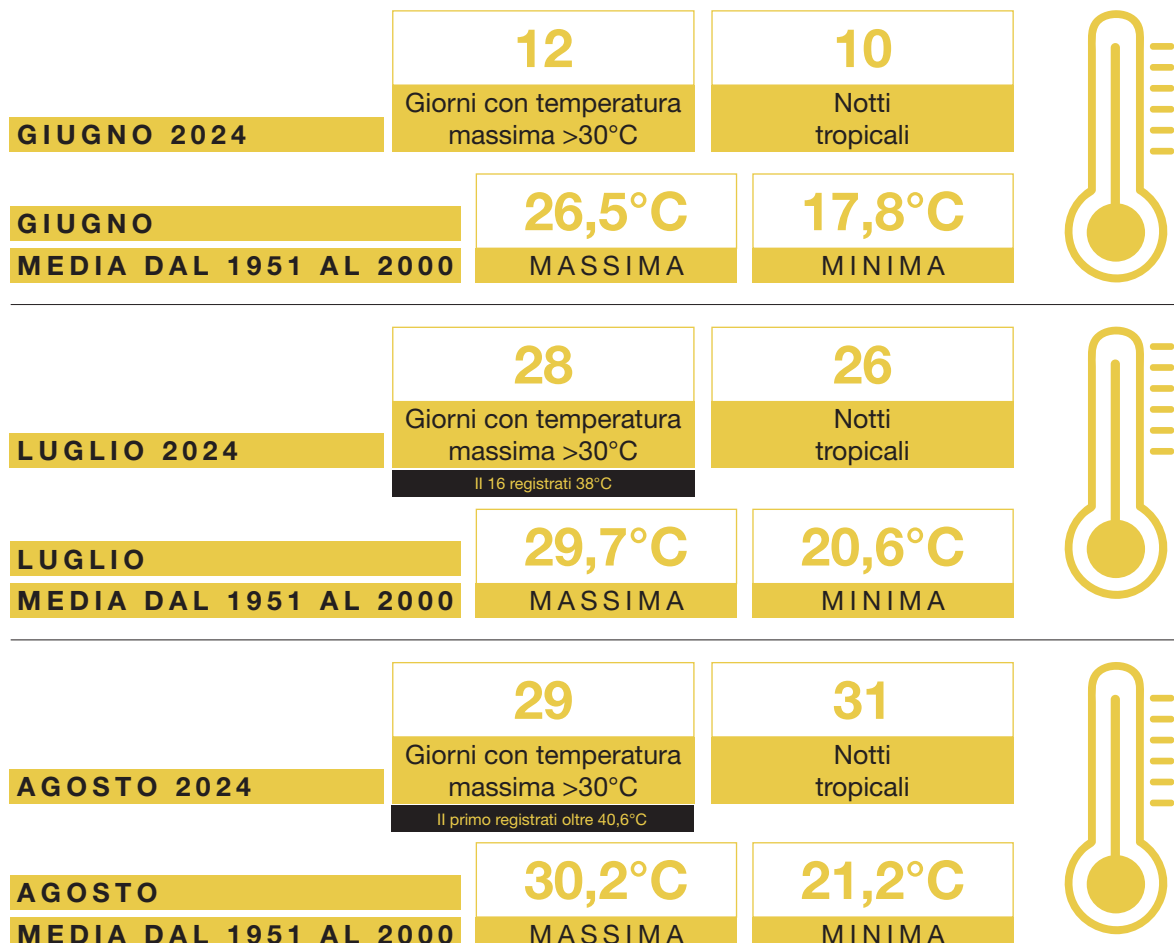 12
10
Giorni con temperatura
massima >30°C
Notti
tropicali
GIUGNO 2024
26,5°C
17,8°C
GIUGNO
MEDIA DAL 1951 AL 2000
MASSIMA
MINIMA
28
26
Giorni con temperatura
massima >30°C
Notti
tropicali
LUGLIO 2024
Il 16 registrati 38°C
29,7°C
20,6°C
LUGLIO
MEDIA DAL 1951 AL 2000
MASSIMA
MINIMA
29
31
Giorni con temperatura
massima >30°C
Notti
tropicali
AGOSTO 2024
Il primo registrati oltre 40,6°C
30,2°C
21,2°C
AGOSTO
MEDIA DAL 1951 AL 2000
MASSIMA
MINIMA